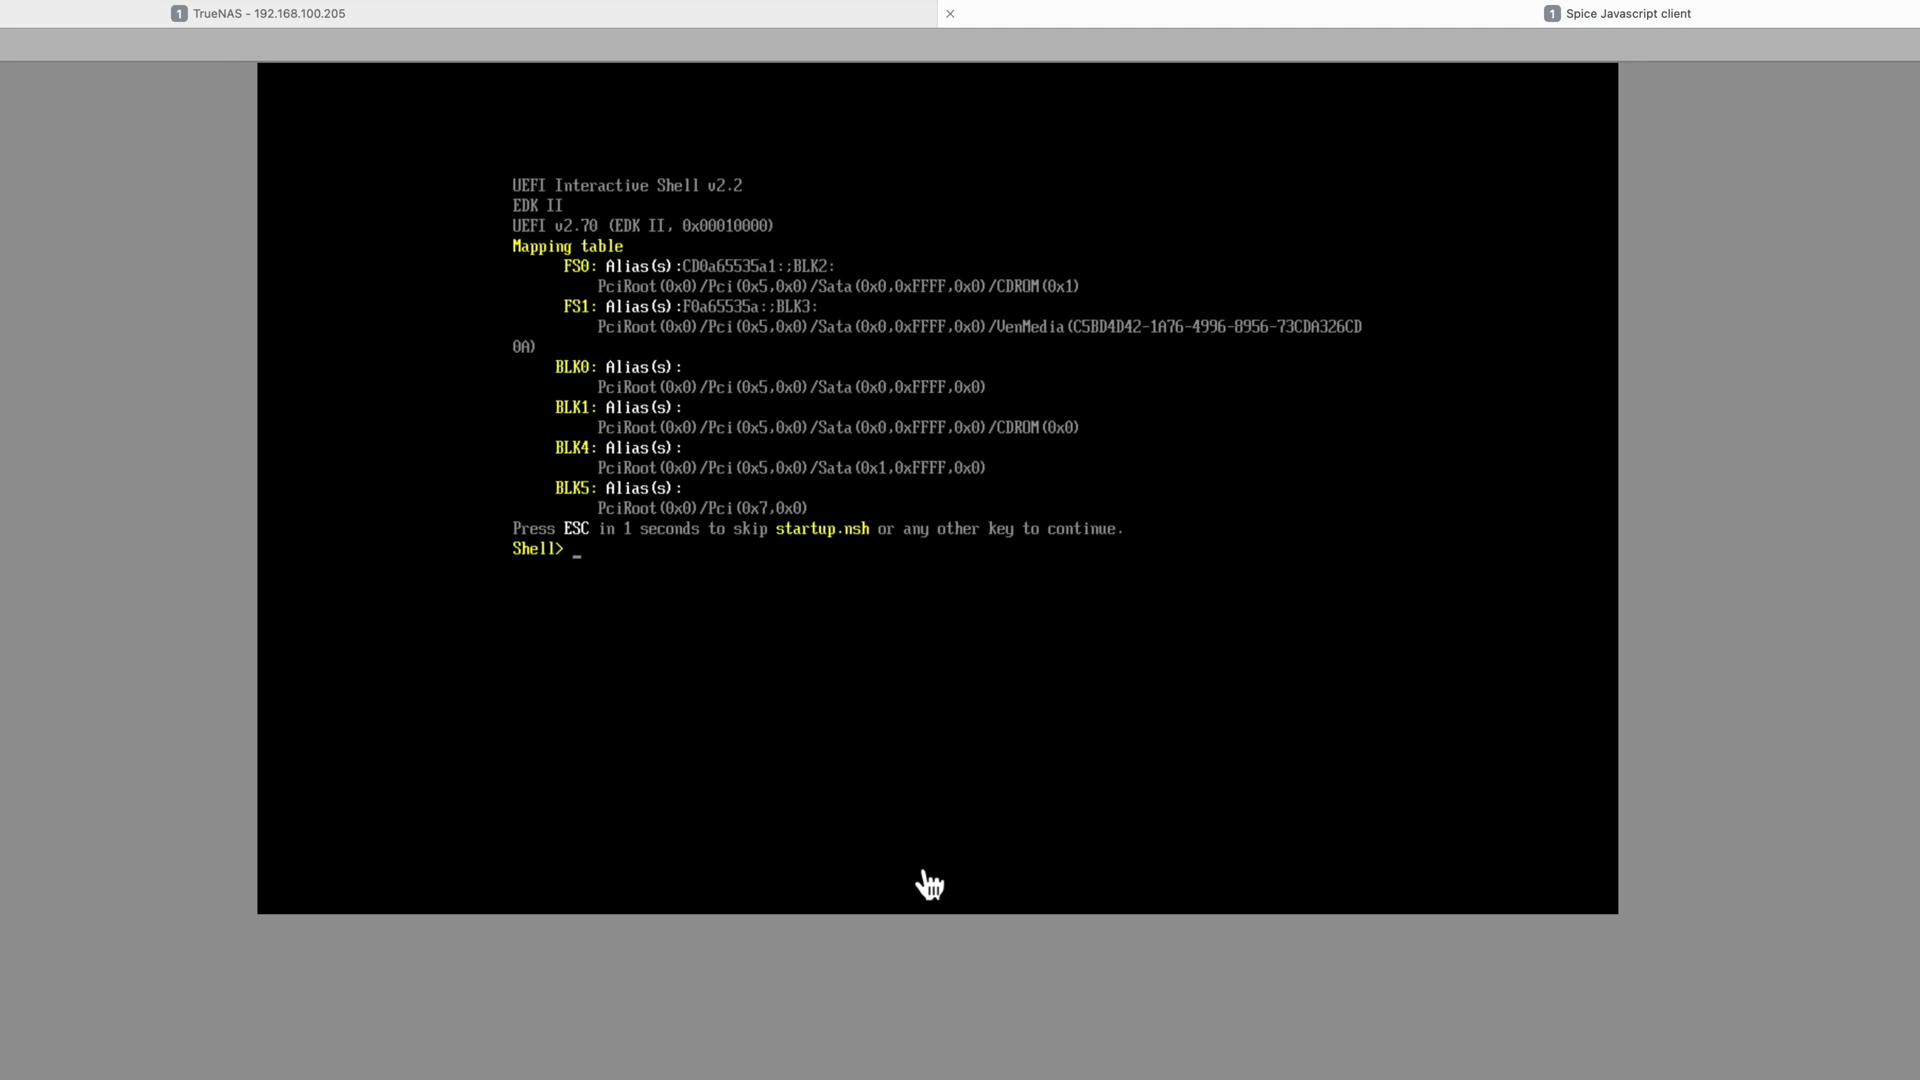 1 TrueNAS - 192.168.100.205
1 Spice Javascript client
UEFI Interactive Shell v2.2
EDK II
UEFI v2.70 (EDK II, 0x00010000)
Mapping table
FS0: Alias(s):CD0a65535a1:;BLK2:
PciRoot(0x0)/Pci(0x5,0x0)/Sata(0x0,0xFFFF,0x0)/CDROM(0x1)
FS1: Alias(s):F0a65535a:;BLK3:
PciRoot(0x0)/Pci(0x5,0x0)/Sata(0x0,0xFFFF,0x0)/VenMedia(C5BD4D42-1A76-4996-8956-73CDA326CD
0A)
BLK0: Alias(s):
PciRoot(0x0)/Pci(0x5,0x0)/Sata(0x0,0xFFFF,0x0)
BLK1: Alias(s):
PciRoot(0x0)/Pci(0x5,0x0)/Sata(0x0,0xFFFF,0x0)/CDROM(0x0)
BLK4: Alias(s):
PciRoot(0x0)/Pci(0x5,0x0)/Sata(0x1,0xFFFF,0x0)
BLK5: Alias(s):
PciRoot(0x0)/Pci(0x7,0x0)
Press ESC in 1 seconds to skip startup.nsh or any other key to continue.
Shell> _